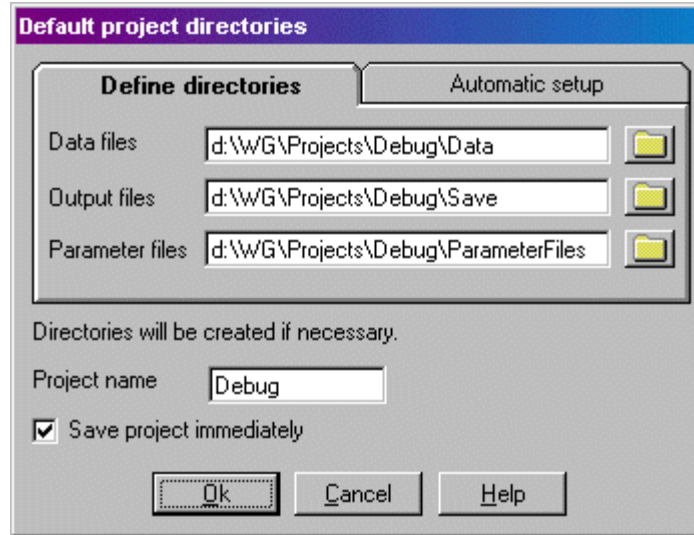 Default project directories
Define directories
Automatic setup
Data files
d:\WG\Projects\Debug\Data
Output files
d:\WG\Projects\Debug\Save
Parameter files
d:\WG\Projects\Debug\ParameterFiles
Directories will be created if necessary.
Project name
Debug
Save project immediately
Ok
Cancel
Help